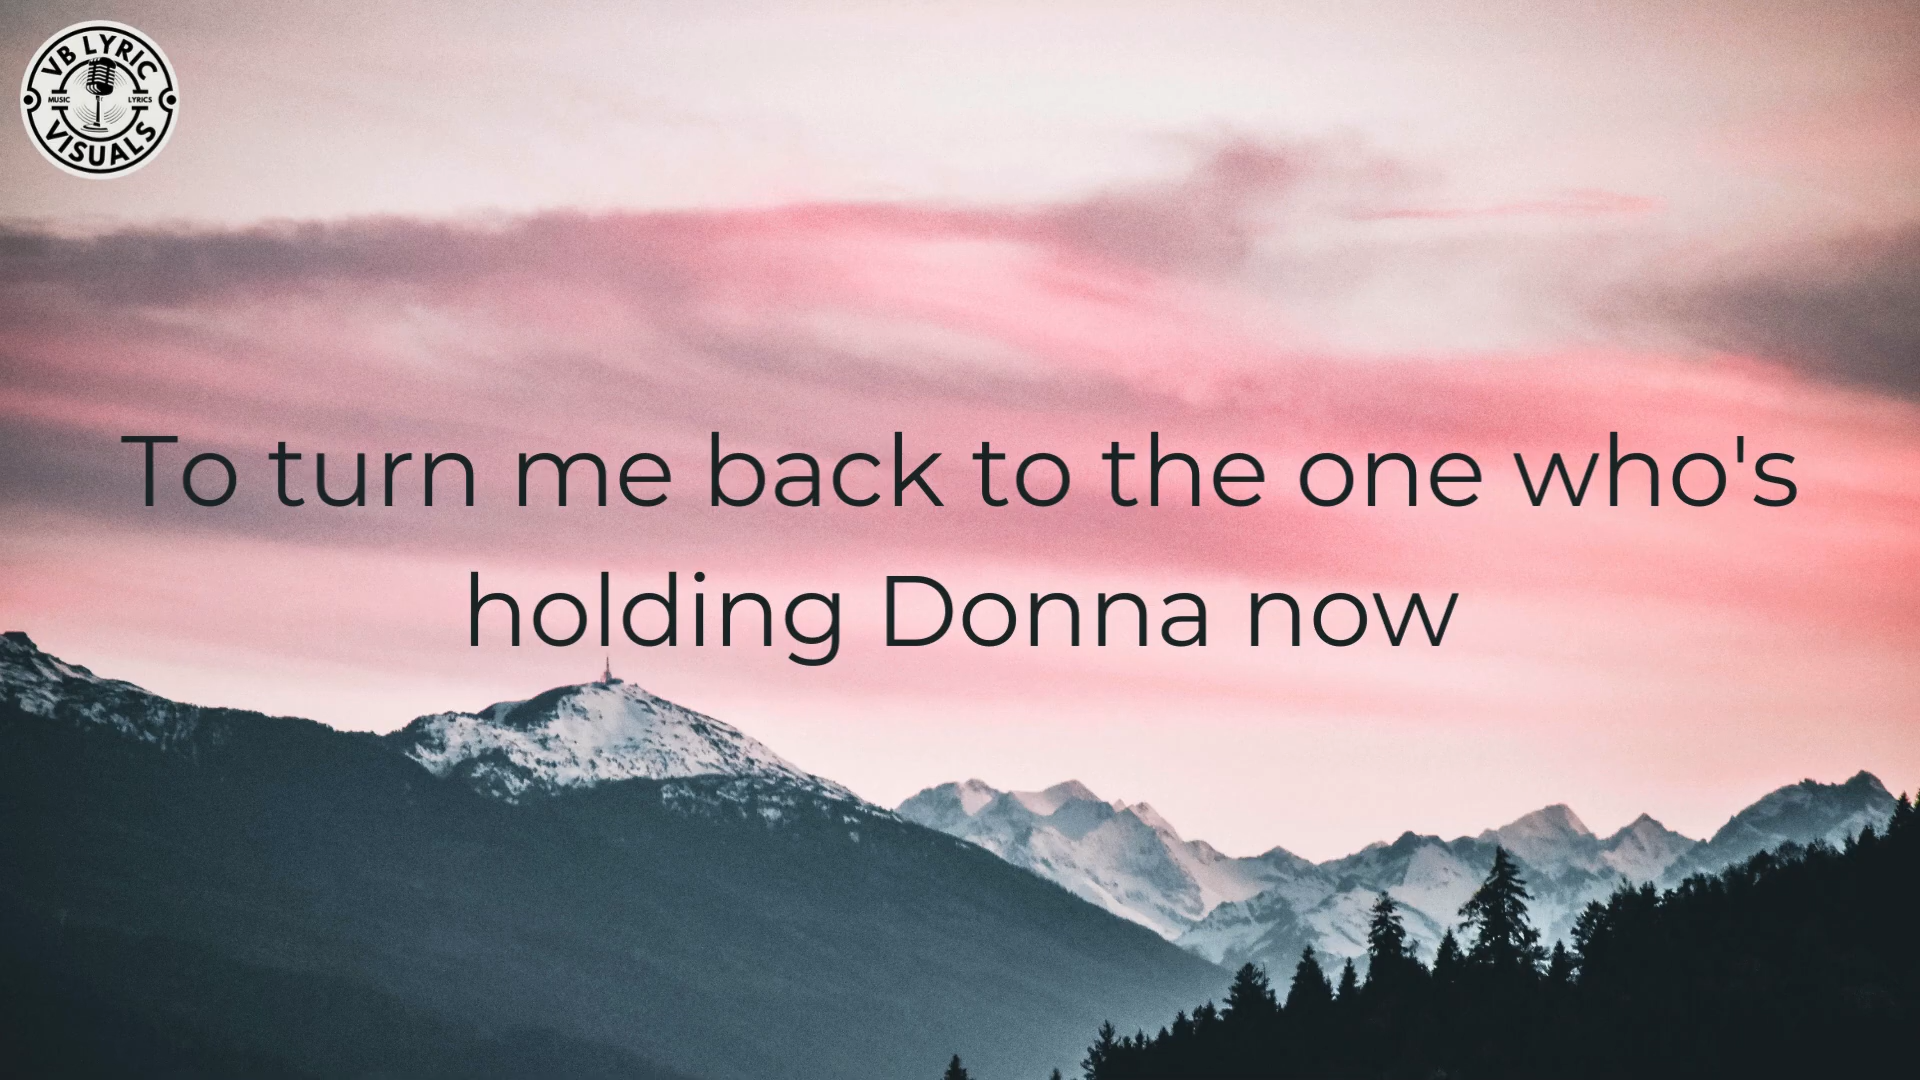 VB LYRIC
MUSIC LYRICS
VISUALS
To turn me back to the one who's
holding Donna now